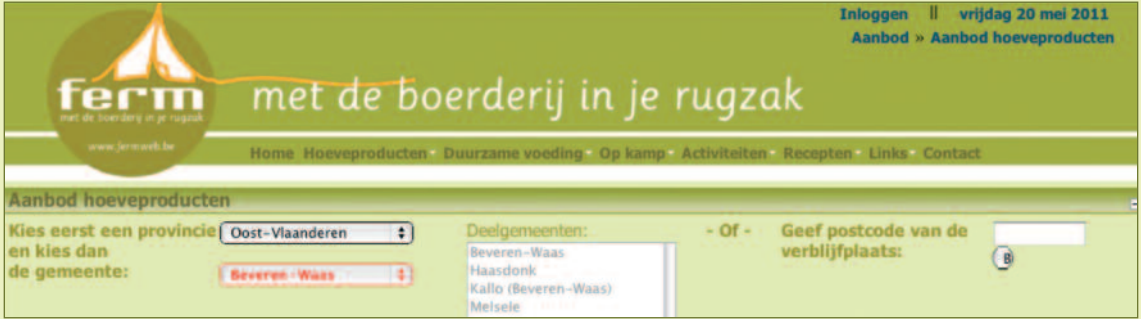 Inloggen || vrijdag 20 mei 2011
Aanbod » Aanbod hoeveproducten
ferm
met de boerderij in je rugzak
www.fermweb.be
met de boerderij in je rugzak
Home Hoeveproducten Duurzame voeding Op kamp Activiteiten Recepten Links Contact
Aanbod hoeveproducten
Kies eerst een provincie
en kies dan
de gemeente:
Oost-Vlaanderen
Beveren-Waas
Deelgemeenten:
Beveren-Waas
Haasdonk
Kallo (Beveren-Waas)
Melsele
- Of -
Geef postcode van de
verblijfplaats:
B